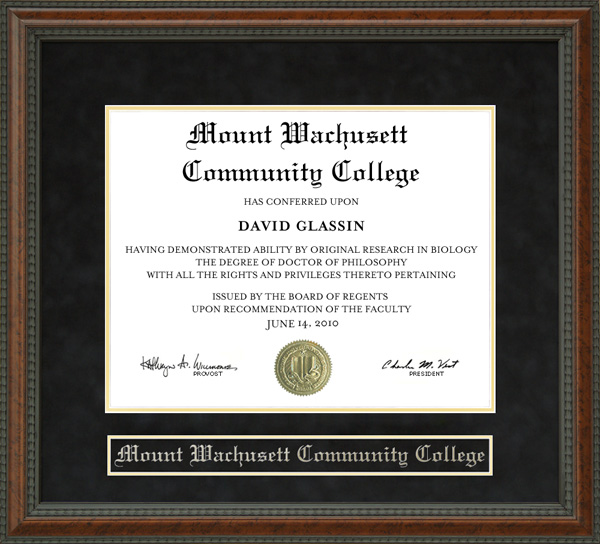 Mount Wachusett
Community College
HAS CONFERRED UPON
DAVID GLASSIN
HAVING DEMONSTRATED ABILITY BY ORIGINAL RESEARCH IN BIOLOGY
THE DEGREE OF DOCTOR OF PHILOSOPHY
WITH ALL THE RIGHTS AND PRIVILEGES THERETO PERTAINING
ISSUED BY THE BOARD OF REGENTS
UPON RECOMMENDATION OF THE FACULTY
JUNE 14, 2010
Charles M. Vest
PROVOST
PRESIDENT
Mount Wachusett Community College